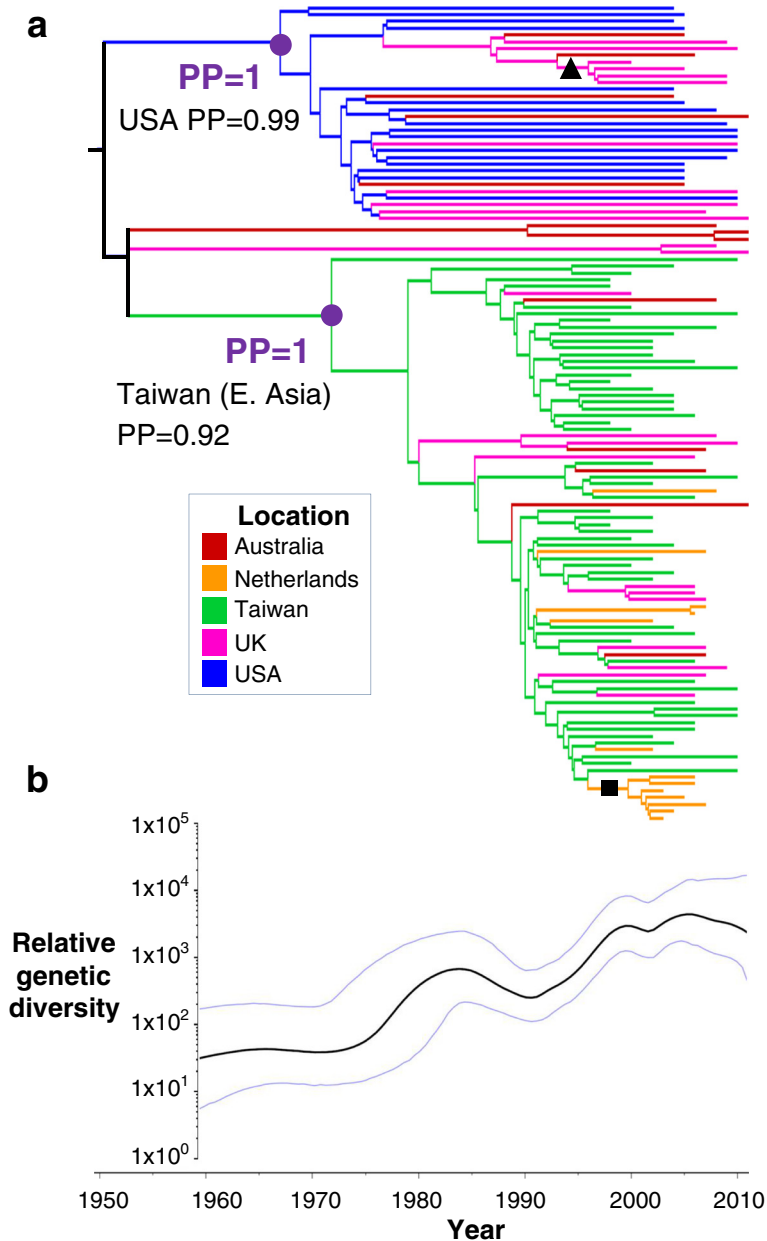 a
PP=1
USA PP=0.99
PP=1
Taiwan (E. Asia)
PP=0.92
Location
Australia
Netherlands
Taiwan
UK
USA
b
1x10⁵
1x10⁴
1x10³
1x10²
1x10¹
1x10⁰
Relative
genetic
diversity
1950 1960 1970 1980 1990 2000 2010
Year